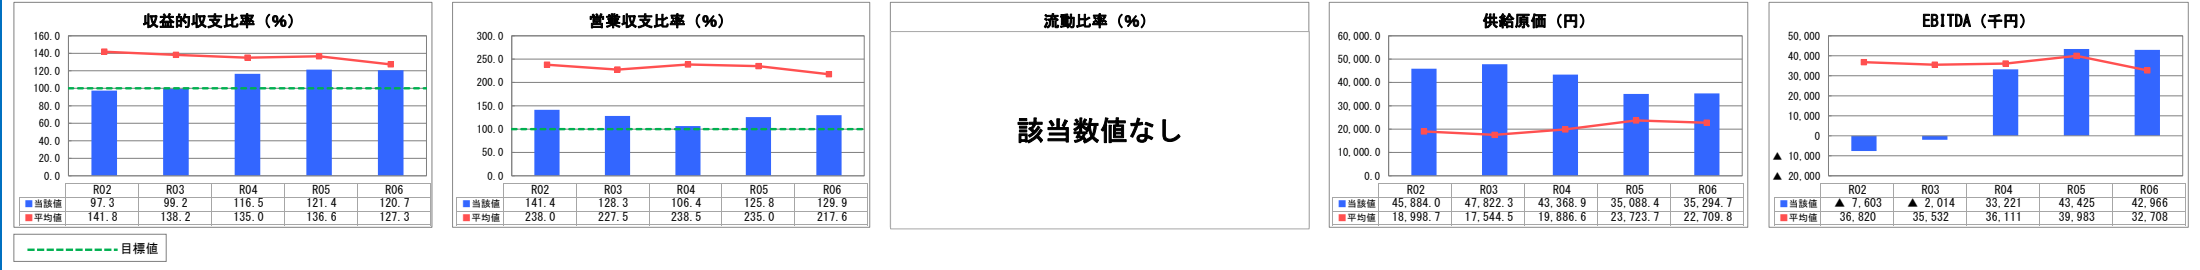 収益的収支比率（％）
160.0
140.0
120.0
100.0
80.0
60.0
40.0
20.0
0.0
R02 R03 R04 R05 R06
当該値 97.3 99.2 116.5 121.4 120.7
平均値 141.8 138.2 135.0 136.6 127.3
営業収支比率（％）
300.0
250.0
200.0
150.0
100.0
50.0
0.0
R02 R03 R04 R05 R06
当該値 141.4 128.3 106.4 125.8 129.9
平均値 238.0 227.5 238.5 235.0 217.6
流動比率（％）
該当数値なし
供給原価（円）
60,000.0
50,000.0
40,000.0
30,000.0
20,000.0
10,000.0
0.0
R02 R03 R04 R05 R06
当該値 45,884.0 47,822.3 43,368.9 35,088.4 35,294.7
平均値 18,998.7 17,544.5 19,886.6 23,723.7 22,709.8
EBITDA（千円）
50,000
40,000
30,000
20,000
10,000
0
▲ 10,000
▲ 20,000
R02 R03 R04 R05 R06
当該値 ▲ 7,603 ▲ 2,014 33,221 43,425 42,966
平均値 36,820 35,532 36,111 39,983 32,708
目標値